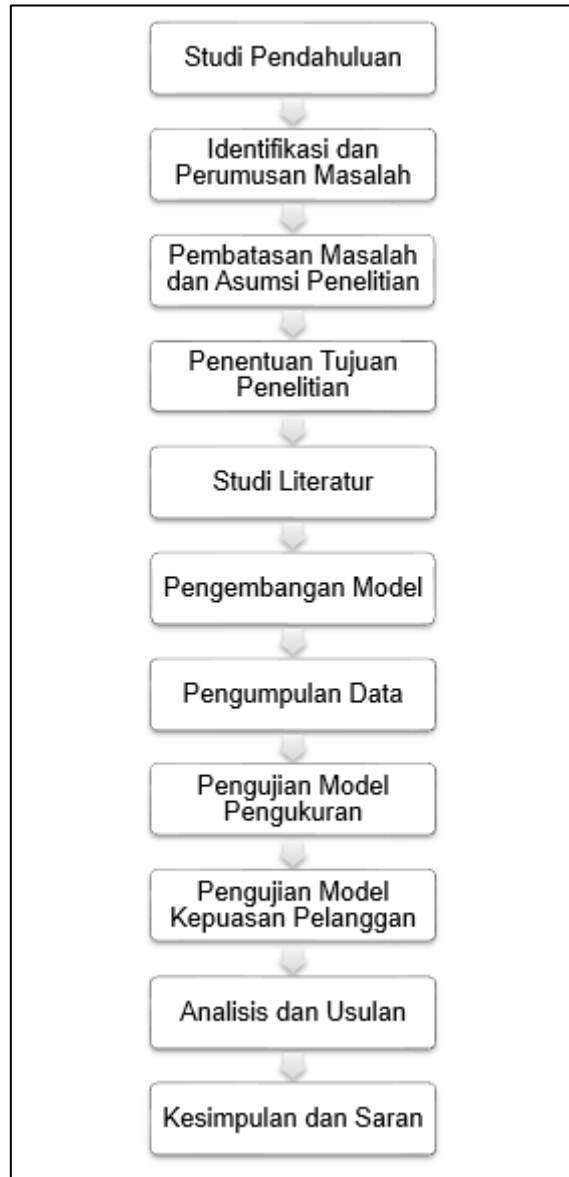 Studi Pendahuluan
Identifikasi dan
Perumusan Masalah
Pembatasan Masalah
dan Asumsi Penelitian
Penentuan Tujuan
Penelitian
Studi Literatur
Pengembangan Model
Pengumpulan Data
Pengujian Model
Pengukuran
Pengujian Model
Kepuasan Pelanggan
Analisis dan Usulan
Kesimpulan dan Saran